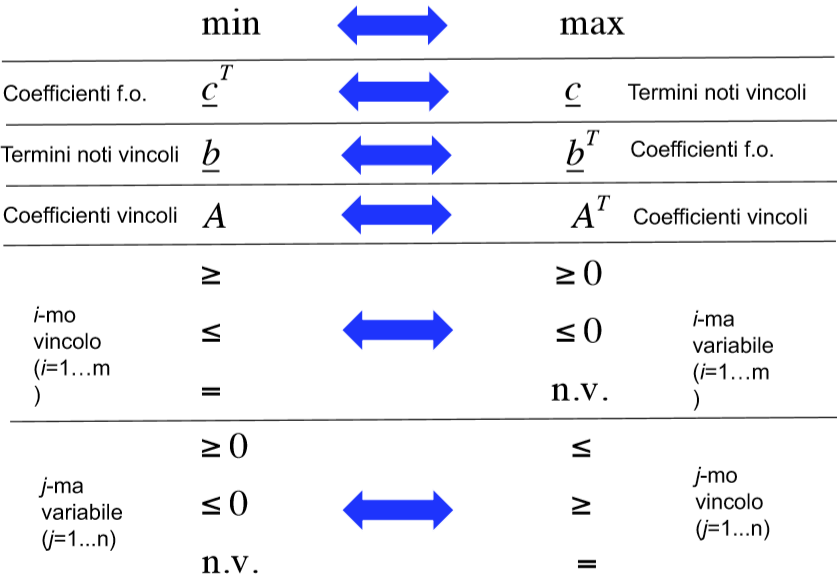 min max
Coefficienti f.o. c^T c Termini noti vincoli
Termini noti vincoli b b^T Coefficienti f.o.
Coefficienti vincoli A A^T Coefficienti vincoli
≥ ≥ 0
i-mo
vincolo
(i=1…m
)
≤ ≤ 0
i-ma
variabile
(i=1…m
)
= n.v.
≥ 0 ≤
j-ma
variabile
(j=1...n)
≤ 0 ≥
j-mo
vincolo
(j=1...n)
n.v. =